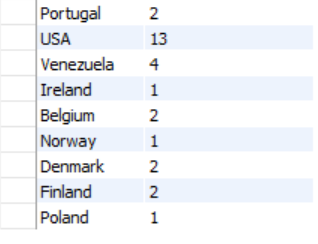 Portugal 2
USA 13
Venezuela 4
Ireland 1
Belgium 2
Norway 1
Denmark 2
Finland 2
Poland 1